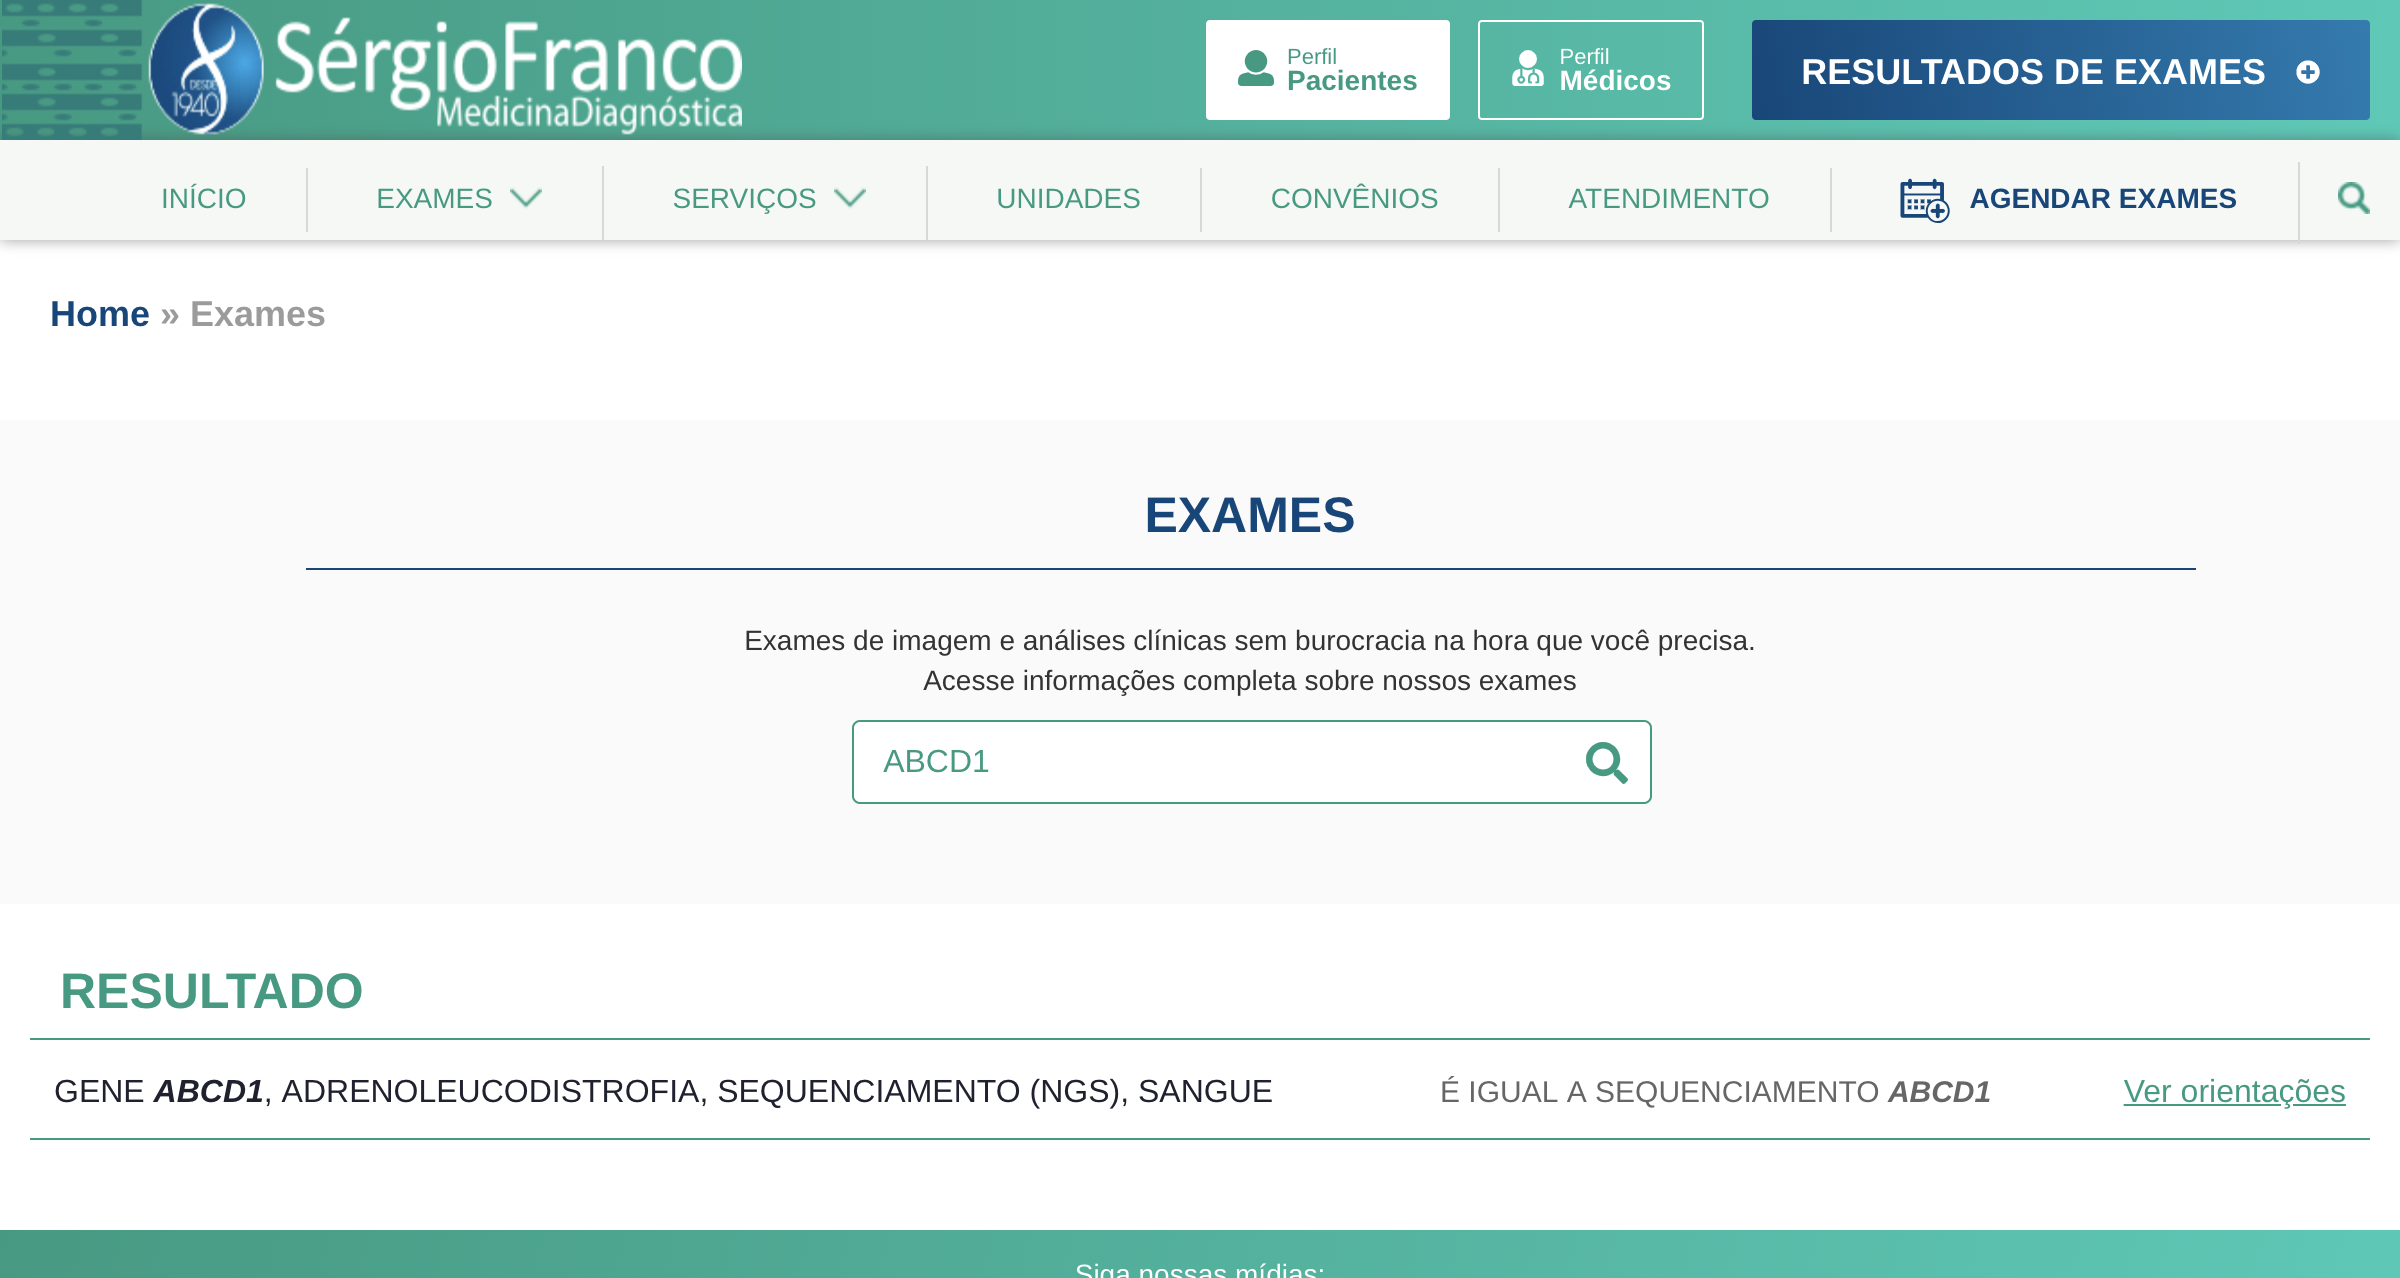 DESDE
1940
SérgioFranco
MedicinaDiagnóstica
Perfil
Pacientes
Perfil
Médicos
RESULTADOS DE EXAMES
INÍCIO
EXAMES
SERVIÇOS
UNIDADES
CONVÊNIOS
ATENDIMENTO
AGENDAR EXAMES
Home » Exames
EXAMES
Exames de imagem e análises clínicas sem burocracia na hora que você precisa.
Acesse informações completa sobre nossos exames
ABCD1
RESULTADO
GENE ABCD1, ADRENOLEUCODISTROFIA, SEQUENCIAMENTO (NGS), SANGUE
É IGUAL A SEQUENCIAMENTO ABCD1
Ver orientações
Siga nossas mídias: